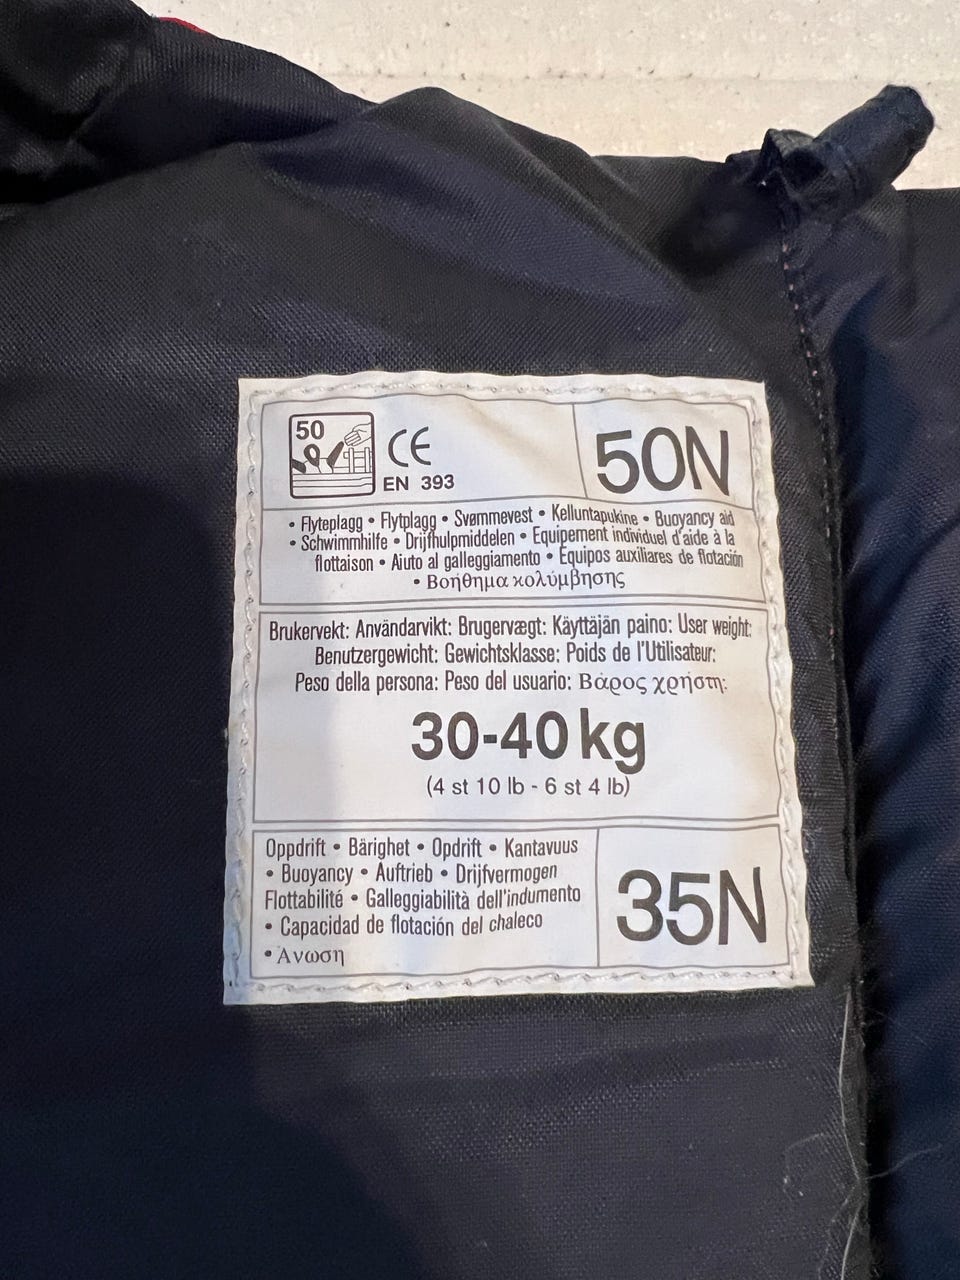 50
CE
EN 393
50N
• Flyteplagg • Flytplagg • Svømmevest • Kelluntapukine • Buoyancy aid
• Schwimmhilfe • Drijfhulpmiddelen • Equipement individuel d'aide à la
flottaison • Aiuto al galleggiamento • Equipos auxiliares de flotación
• Βοήθημα κολύμβησης
Brukervekt: Användarvikt: Brugervægt: Käyttäjän paino: User weight:
Benutzergewicht: Gewichtsklasse: Poids de l'Utilisateur:
Peso della persona: Peso del usuario: Βάρος χρήστη:
30-40 kg
(4 st 10 lb - 6 st 4 lb)
Oppdrift • Bärighet • Opdrift • Kantavuus
• Buoyancy • Auftrieb • Drijfvermogen
Flottabilité • Galleggiabilità dell'indumento
• Capacidad de flotación del chaleco
• Ανωση
35N